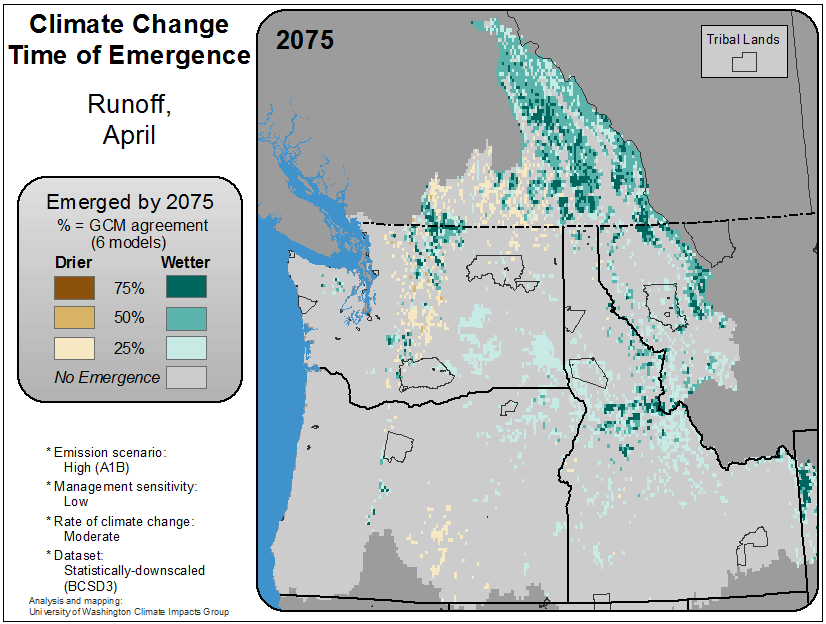 Climate Change
Time of Emergence
Runoff,
April
Emerged by 2075
% = GCM agreement
(6 models)
Drier Wetter
75%
50%
25%
No Emergence
* Emission scenario:
High (A1B)
* Management sensitivity:
Low
* Rate of climate change:
Moderate
* Dataset:
Statistically-downscaled
(BCSD3)
Analysis and mapping:
University of Washington Climate Impacts Group
2075
Tribal Lands